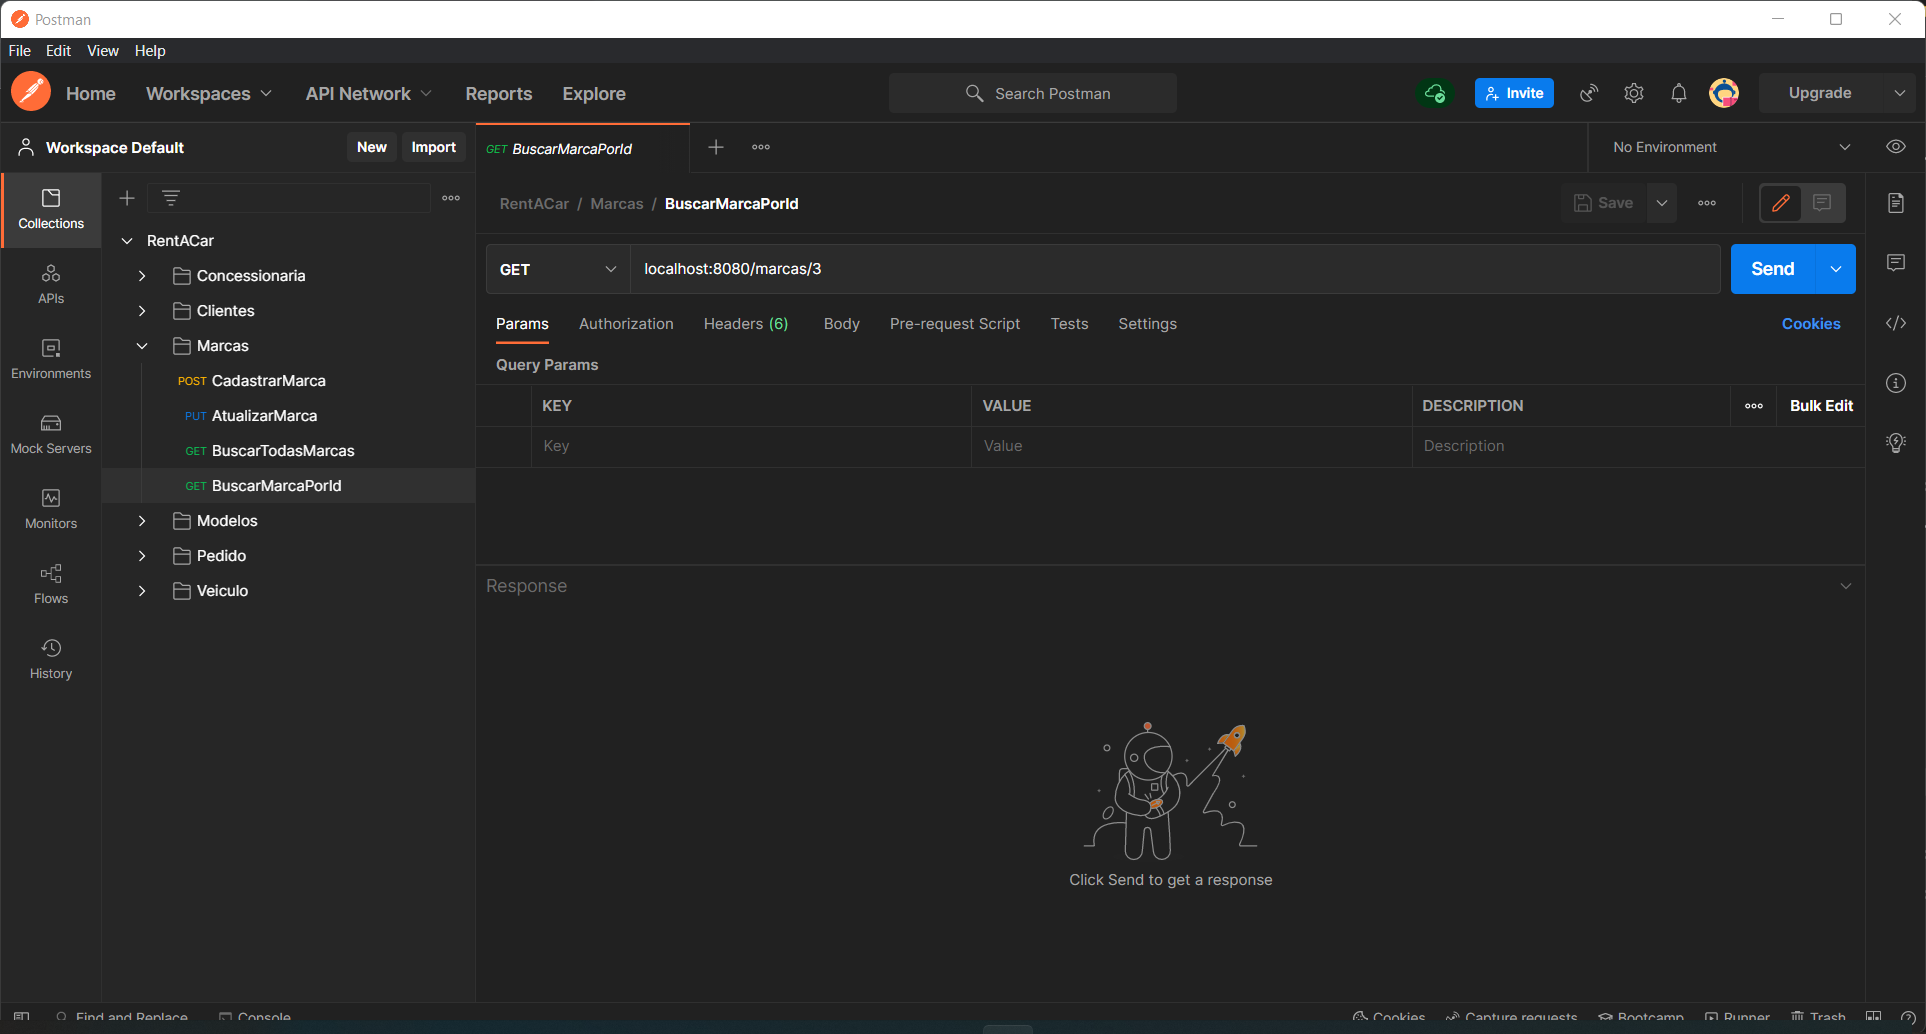 Postman
File Edit View Help
Home Workspaces API Network Reports Explore Search Postman Invite Upgrade
Workspace Default New Import GET BuscarMarcaPorId No Environment
Collections
APIs
Environments
Mock Servers
Monitors
Flows
History
RentACar
Concessionaria
Clientes
Marcas
POST CadastrarMarca
PUT AtualizarMarca
GET BuscarTodasMarcas
GET BuscarMarcaPorId
Modelos
Pedido
Veiculo
RentACar / Marcas / BuscarMarcaPorId Save
GET localhost:8080/marcas/3 Send
Params Authorization Headers (6) Body Pre-request Script Tests Settings Cookies
Query Params
KEY VALUE DESCRIPTION Bulk Edit
Key Value Description
Response
Click Send to get a response
Find and Replace Console Cookies Capture requests Bootcamp Runner Trash